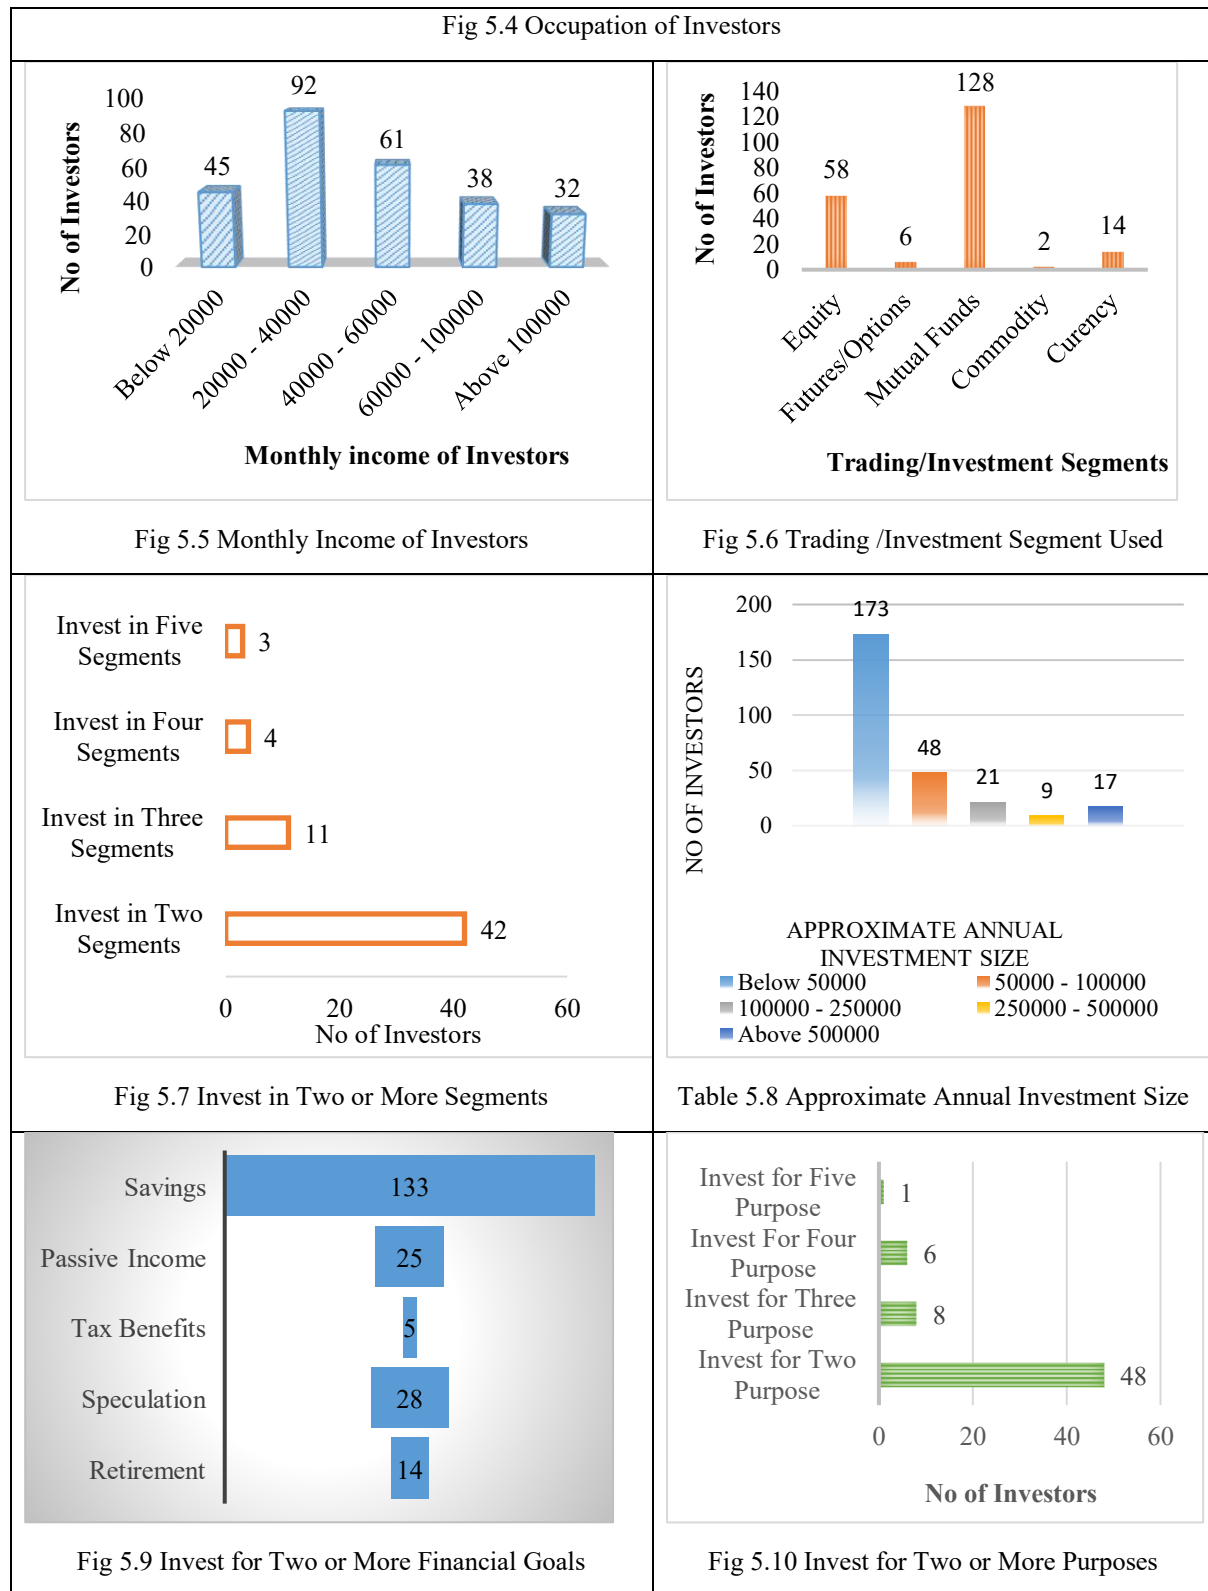 Fig 5.4 Occupation of Investors
No of Investors
100
80
60
40
20
0
45
92
61
38
32
Below 20000
20000 - 40000
40000 - 60000
60000 - 100000
Above 100000
Monthly income of Investors
Fig 5.5 Monthly Income of Investors
No of Investors
140
120
100
80
60
40
20
0
58
6
128
2
14
Equity
Futures/Options
Mutual Funds
Commodity
Curency
Trading/Investment Segments
Fig 5.6 Trading /Investment Segment Used
Invest in Five
Segments
3
Invest in Four
Segments
4
Invest in Three
Segments
11
Invest in Two
Segments
42
0 20 40 60
No of Investors
Fig 5.7 Invest in Two or More Segments
NO OF INVESTORS
200
150
100
50
0
173
48
21
9
17
APPROXIMATE ANNUAL
INVESTMENT SIZE
Below 50000 50000 - 100000
100000 - 250000 250000 - 500000
Above 500000
Table 5.8 Approximate Annual Investment Size
Savings 133
Passive Income 25
Tax Benefits 5
Speculation 28
Retirement 14
Fig 5.9 Invest for Two or More Financial Goals
Invest for Five
Purpose
1
Invest For Four
Purpose
6
Invest for Three
Purpose
8
Invest for Two
Purpose
48
0 20 40 60
No of Investors
Fig 5.10 Invest for Two or More Purposes